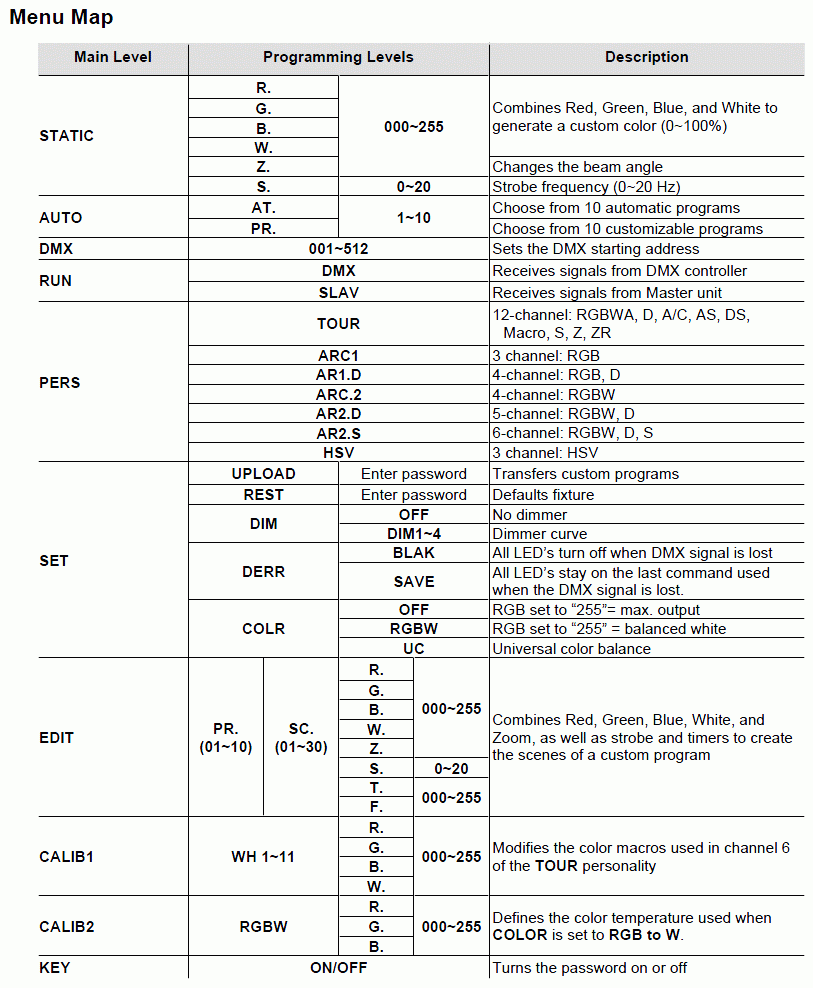 Menu Map
Main Level Programming Levels Description
STATIC
R.
G.
B.
W.
Z.
000~255
Combines Red, Green, Blue, and White to
generate a custom color (0~100%)
Changes the beam angle
S. 0~20 Strobe frequency (0~20 Hz)
AUTO
AT.
PR.
1~10
Choose from 10 automatic programs
Choose from 10 customizable programs
DMX 001~512 Sets the DMX starting address
RUN
DMX Receives signals from DMX controller
SLAV Receives signals from Master unit
PERS
TOUR
12-channel: RGBWA, D, A/C, AS, DS,
Macro, S, Z, ZR
ARC1 3 channel: RGB
AR1.D 4-channel: RGB, D
ARC.2 4-channel: RGBW
AR2.D 5-channel: RGBW, D
AR2.S 6-channel: RGBW, D, S
HSV 3 channel: HSV
SET
UPLOAD Enter password Transfers custom programs
REST Enter password Defaults fixture
DIM
OFF No dimmer
DIM1~4 Dimmer curve
DERR
BLAK All LED’s turn off when DMX signal is lost
SAVE
All LED’s stay on the last command used
when the DMX signal is lost.
COLR
OFF RGB set to “255”= max. output
RGBW RGB set to “255” = balanced white
UC Universal color balance
EDIT
PR.
(01~10)
SC.
(01~30)
R.
G.
B.
W.
Z.
000~255
S. 0~20
T.
F.
000~255
Combines Red, Green, Blue, White, and
Zoom, as well as strobe and timers to create
the scenes of a custom program
CALIB1
WH 1~11
R.
G.
B.
W.
000~255
Modifies the color macros used in channel 6
of the TOUR personality
CALIB2
RGBW
R.
G.
B.
000~255
Defines the color temperature used when
COLOR is set to RGB to W.
KEY ON/OFF Turns the password on or off